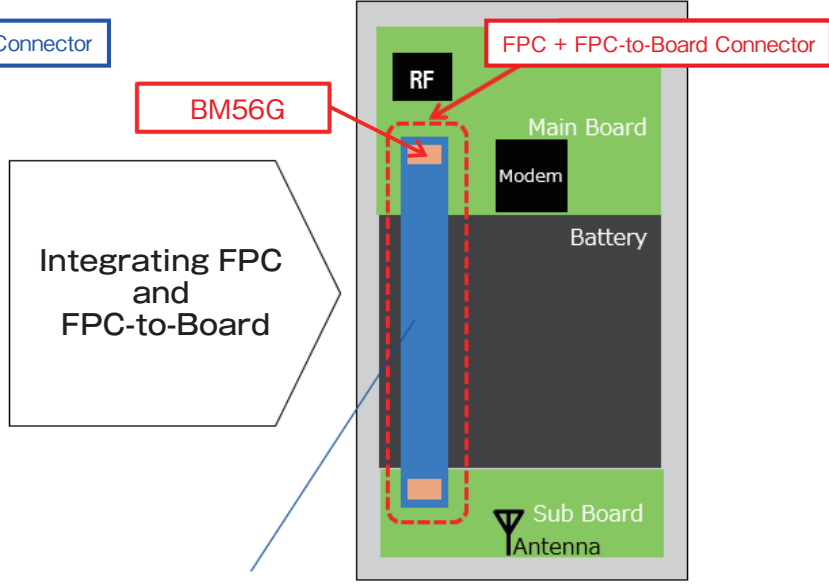 Connector
FPC + FPC-to-Board Connector
RF
BM56G
Main Board
Modem
Integrating FPC
and
FPC-to-Board
Battery
Sub Board
Antenna